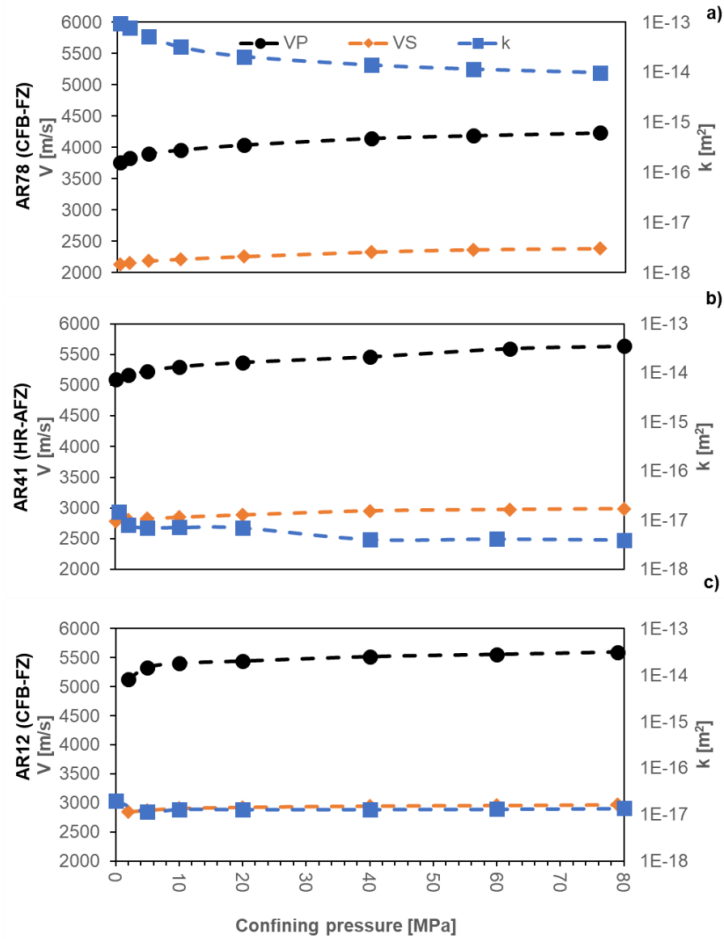 a)
VP VS k
AR78 (CFB-FZ)
V [m/s]
6000
5500
5000
4500
4000
3500
3000
2500
2000
1E-13
1E-14
1E-15
1E-16
1E-17
1E-18
k [m²]
b)
AR41 (HR-AFZ)
V [m/s]
6000
5500
5000
4500
4000
3500
3000
2500
2000
1E-13
1E-14
1E-15
1E-16
1E-17
1E-18
k [m²]
c)
AR12 (CFB-FZ)
V [m/s]
6000
5500
5000
4500
4000
3500
3000
2500
2000
1E-13
1E-14
1E-15
1E-16
1E-17
1E-18
k [m²]
0 10 20 30 40 50 60 70 80
Confining pressure [MPa]